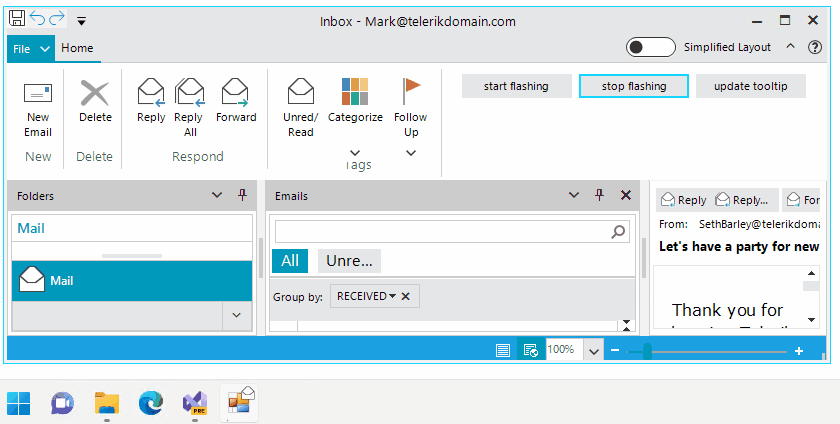 Inbox - Mark@telerikdomain.com
File Home Simplified Layout
New Email
Delete
Reply
Reply All
Forward
Unred/ Read
Categorize
Follow Up
start flashing stop flashing update tooltip
New Delete Respond Tags
Folders
Mail
Mail
Emails
All Unre...
Group by: RECEIVED
Reply Reply... For
From: SethBarley@telerikdoma
Let's have a party for new
Thank you for
100%
PRE